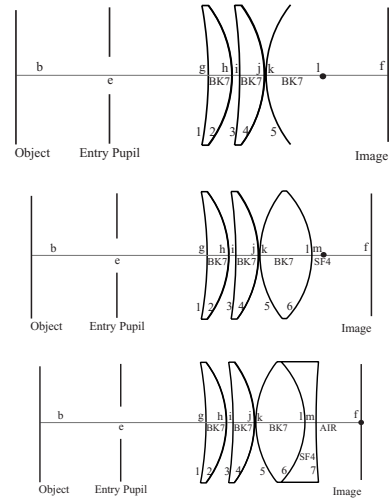 b e g h i j k l f
BK7 BK7 BK7
1 2 3 4 5
Object Entry Pupil Image
b e g h i j k l m f
BK7 BK7 BK7 SF4
1 2 3 4 5 6
Object Entry Pupil Image
b e g h i j k l m f
BK7 BK7 BK7 AIR
SF4
1 2 3 4 5 6 7
Object Entry Pupil Image